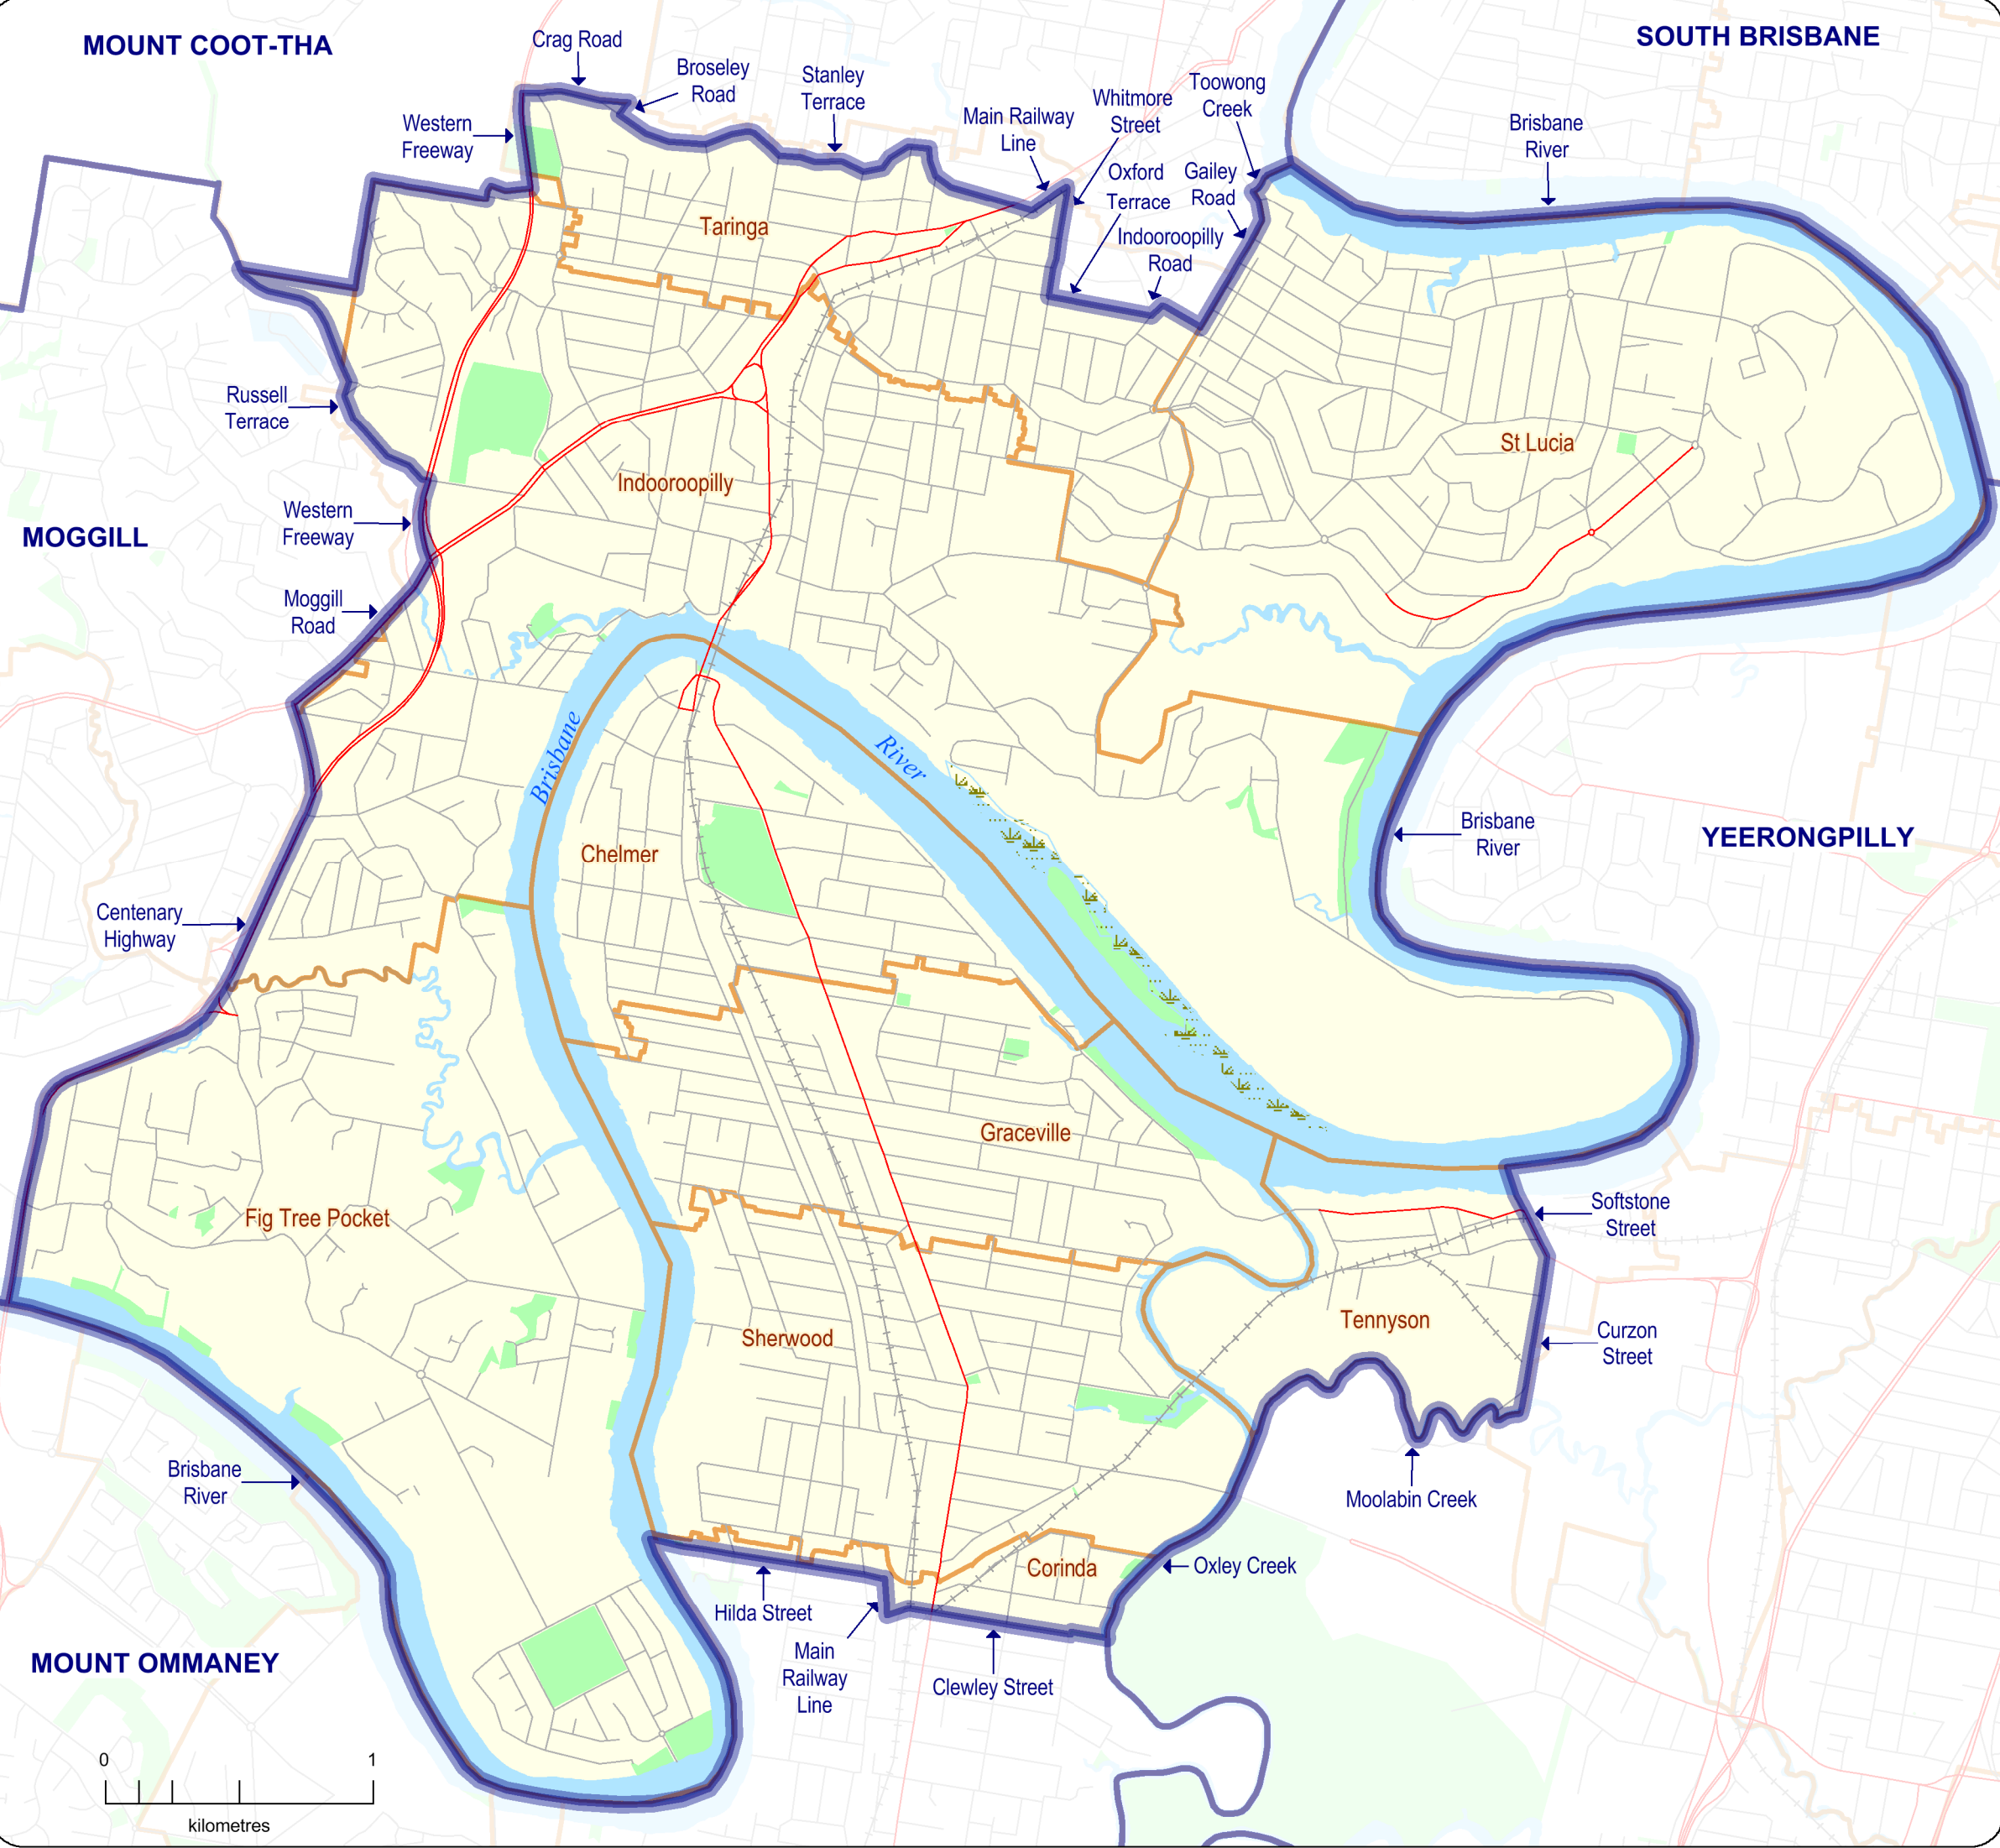 MOUNT COOT-THA
SOUTH BRISBANE
Crag Road
Broseley
Road
Stanley
Terrace
Main Railway
Line
Whitmore
Street
Toowong
Creek
Western
Freeway
Oxford
Terrace
Gailey
Road
Indooroopilly
Road
Brisbane
River
Taringa
Russell
Terrace
St Lucia
Indooroopilly
Western
Freeway
MOGGILL
Moggill
Road
Brisbane
River
Brisbane
River
YEERONGPILLY
Chelmer
Centenary
Highway
Graceville
Fig Tree Pocket
Softstone
Street
Tennyson
Sherwood
Curzon
Street
Brisbane
River
Moolabin Creek
Corinda
Oxley Creek
Hilda Street
Main
Railway
Line
Clewley Street
MOUNT OMMANEY
0 1
kilometres